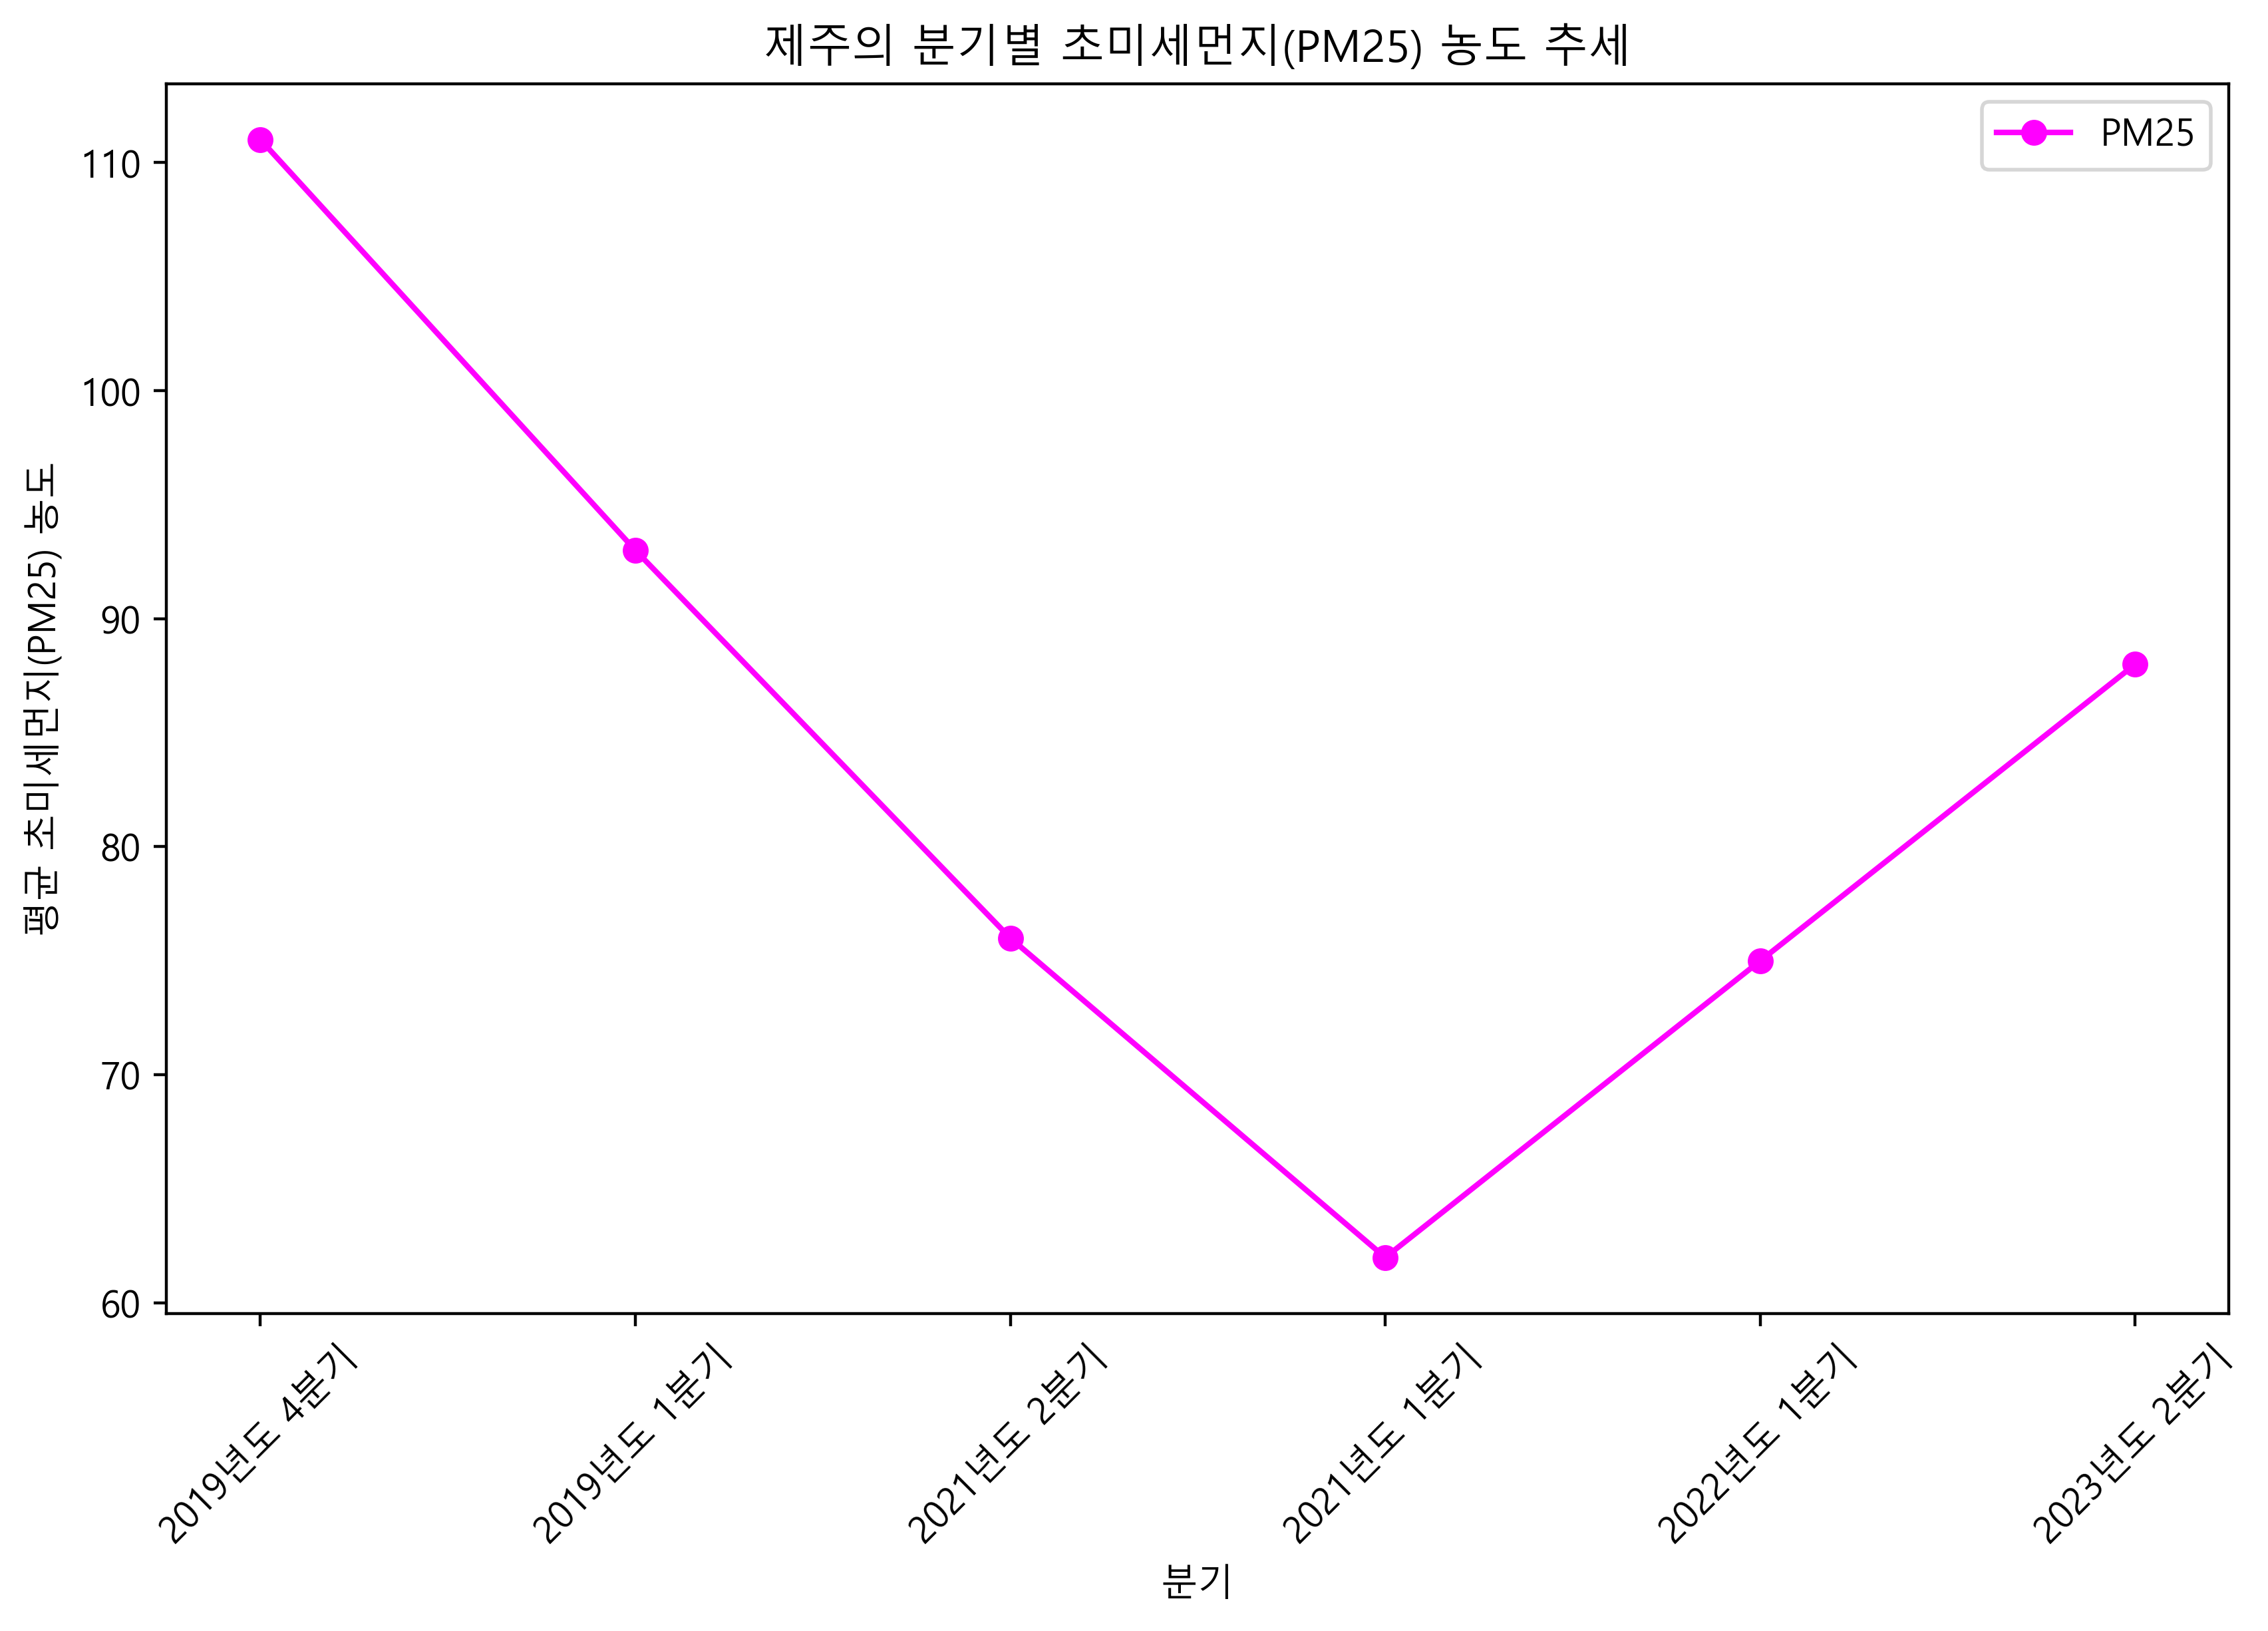 제주의 분기별 초미세먼지(PM25) 농도 추세
PM25
평균 초미세먼지(PM25) 농도
110
100
90
80
70
60
2019년도 4분기
2019년도 1분기
2021년도 2분기
2021년도 1분기
2022년도 1분기
2023년도 2분기
분기